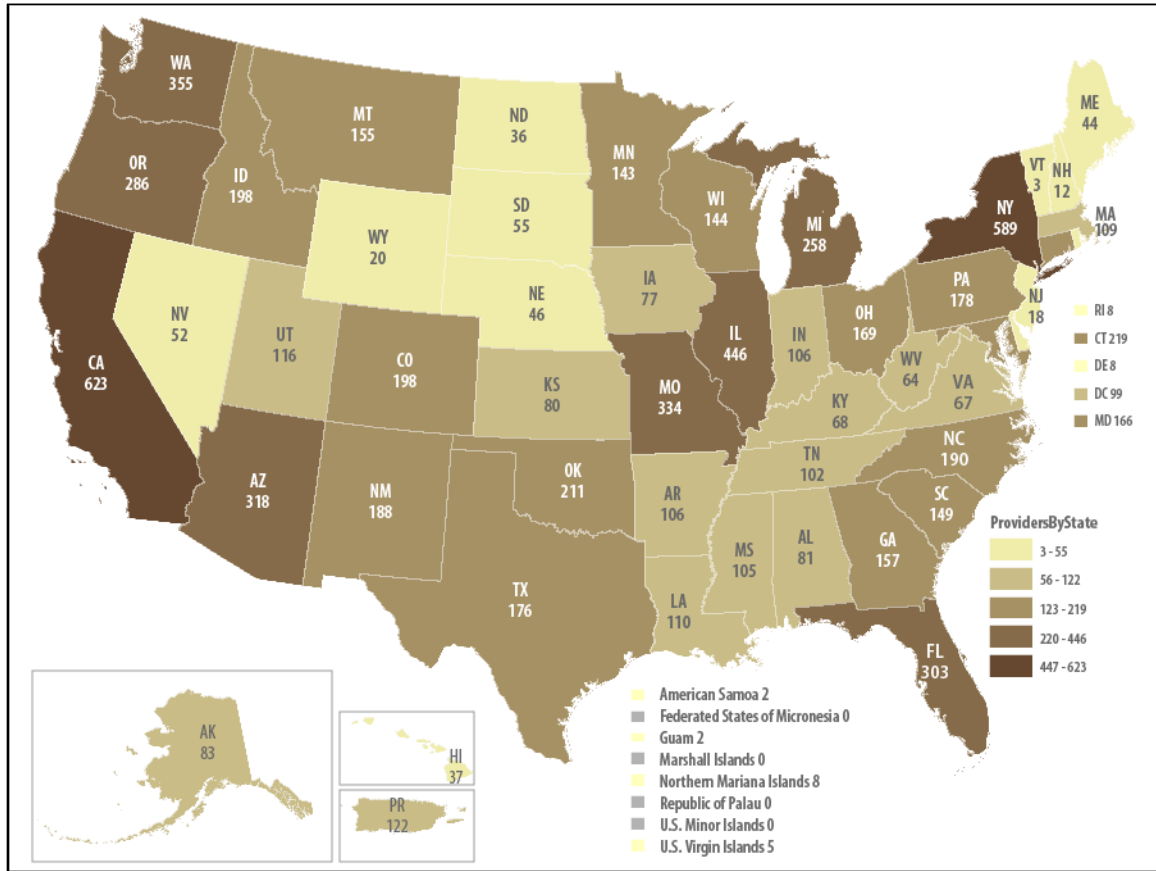 WA
355
MT
155
ND
36
MN
143
ME
44
VT
3
NH
12
OR
286
ID
198
SD
55
WI
144
MI
258
NY
589
MA
109
WY
20
IA
77
NE
46
PA
178
NJ
18
NV
52
UT
116
CO
198
CA
623
IL
446
IN
106
OH
169
WV
64
VA
67
KS
80
MO
334
KY
68
RI 8
CT 219
DE 8
DC 99
MD 166
AZ
318
NM
188
OK
211
AR
106
TN
102
NC
190
SC
149
MS
105
AL
81
GA
157
TX
176
LA
110
FL
303
ProvidersByState
3 - 55
56 - 122
123 - 219
220 - 446
447 - 623
AK
83
HI
37
PR
122
American Samoa 2
Federated States of Micronesia 0
Guam 2
Marshall Islands 0
Northern Mariana Islands 8
Republic of Palau 0
U.S. Minor Islands 0
U.S. Virgin Islands 5